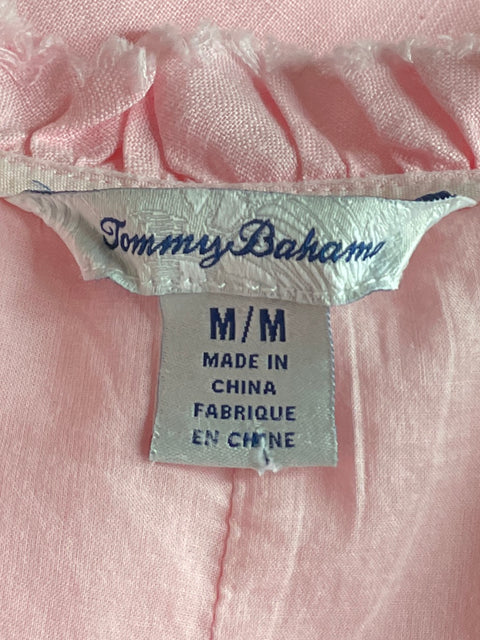 Tommy Bahama
M/M
MADE IN
CHINA
FABRIQUE
EN CHINE